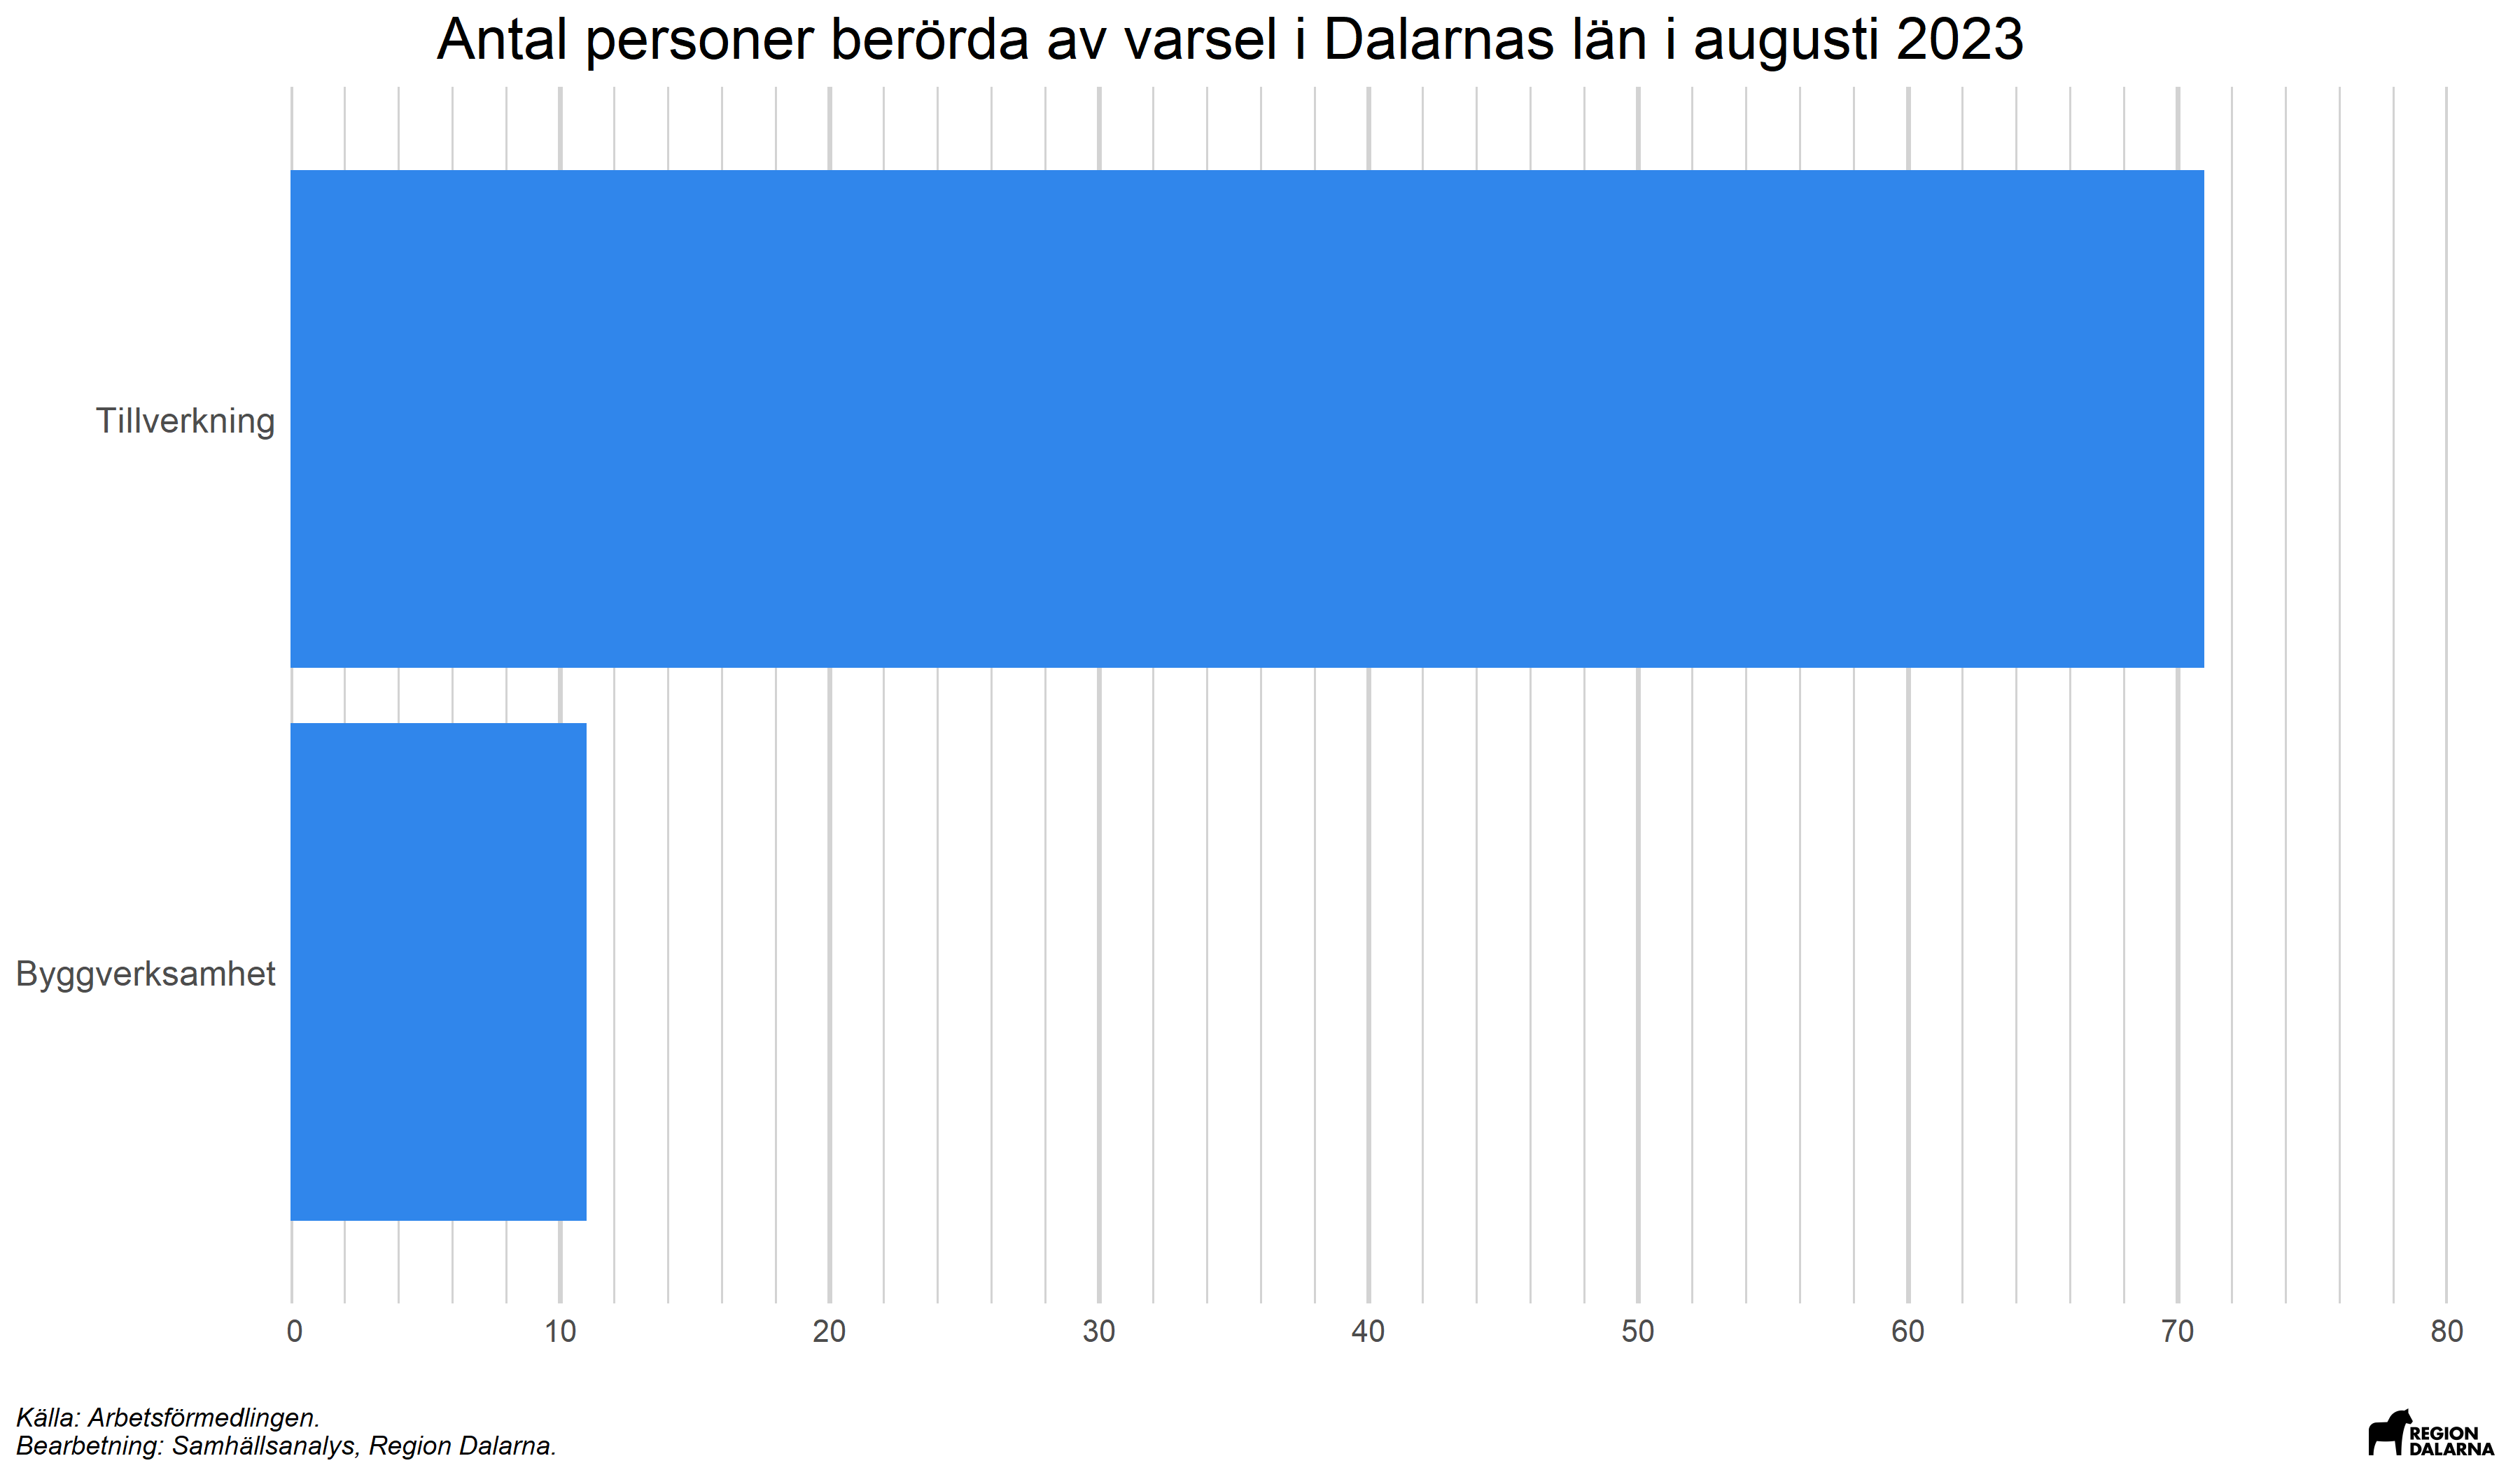 Antal personer berörda av varsel i Dalarnas län i augusti 2023
Tillverkning
Byggverksamhet
0 10 20 30 40 50 60 70 80
Källa: Arbetsförmedlingen.
Bearbetning: Samhällsanalys, Region Dalarna.
REGION
DALARNA